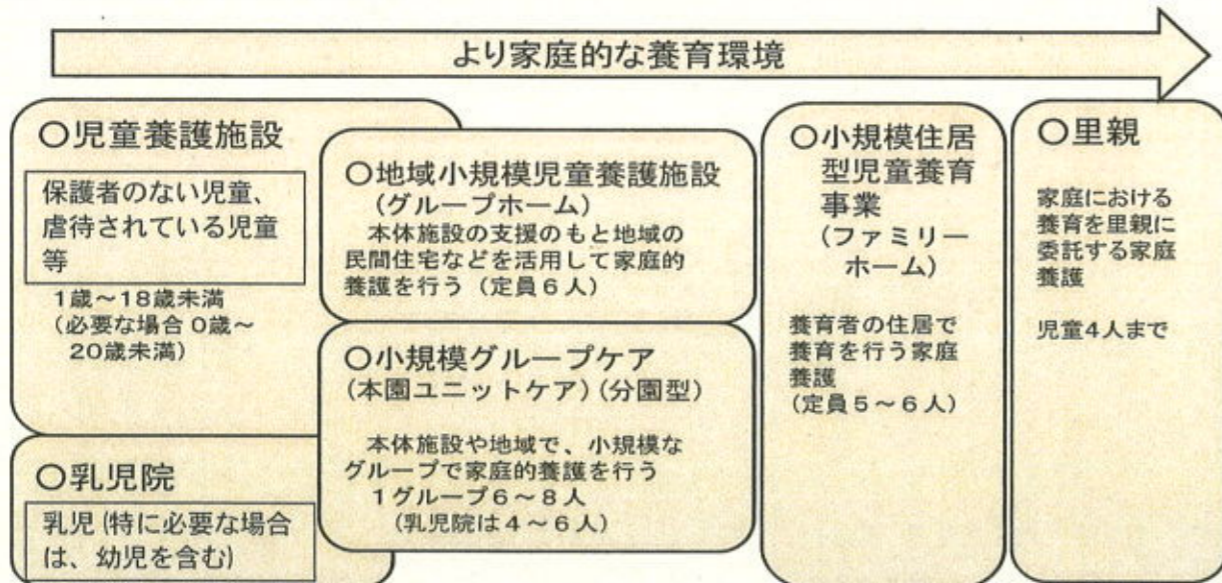 より家庭的な養育環境
○児童養護施設
保護者のない児童、
虐待されている児童
等
1歳～18歳未満
(必要な場合0歳～
20歳未満)
○乳児院
乳児(特に必要な場合
は、幼児を含む)
○地域小規模児童養護施設
(グループホーム)
本体施設の支援のもと地域の
民間住宅などを活用して家庭的
養護を行う (定員6人)
○小規模グループケア
(本園ユニットケア)(分園型)
本体施設や地域で、小規模な
グループで家庭的養護を行う
1グループ6～8人
(乳児院は4～6人)
○小規模住居
型児童養育
事業
(ファミリー
ホーム)
養育者の住居で
養育を行う家庭
養護
(定員5～6人)
○里親
家庭における
養育を里親に
委託する家庭
養護
児童4人まで